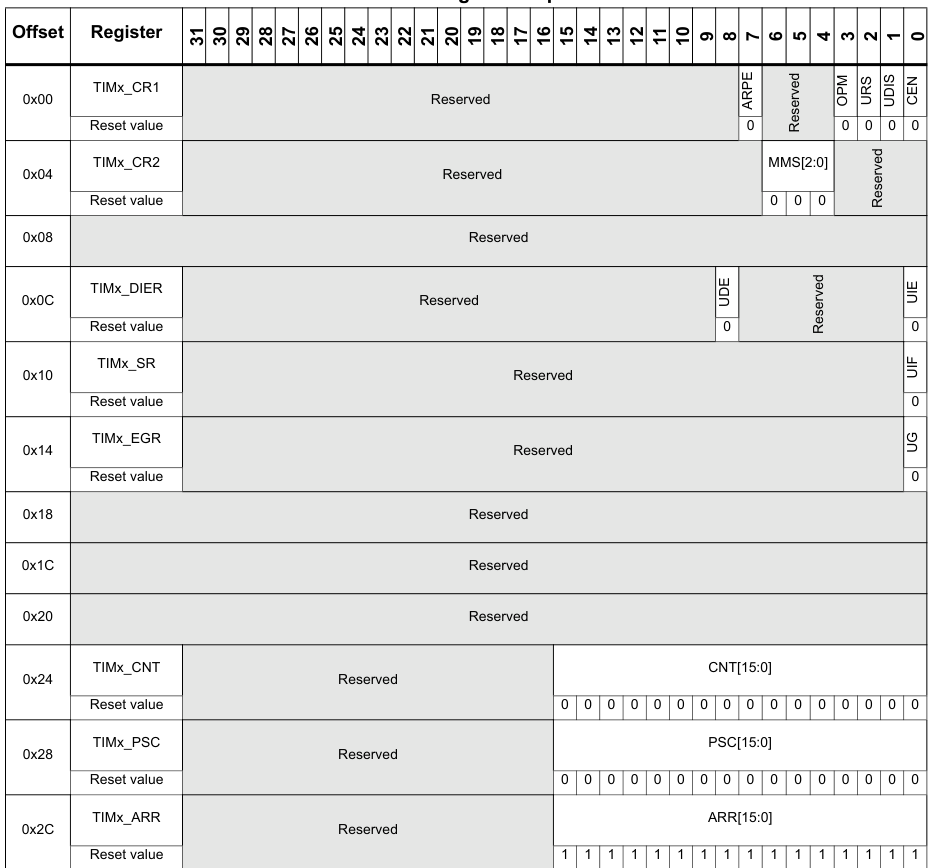 Offset Register 31 30 29 28 27 26 25 24 23 22 21 20 19 18 17 16 15 14 13 12 11 10 9 8 7 6 5 4 3 2 1 0
0x00 TIMx_CR1 Reserved ARPE Reserved OPM URS UDIS CEN
Reset value 0 0 0 0 0
0x04 TIMx_CR2 Reserved MMS[2:0] Reserved
Reset value 0 0 0
0x08 Reserved
0x0C TIMx_DIER Reserved UDE Reserved UIE
Reset value 0 0
0x10 TIMx_SR Reserved UIF
Reset value 0
0x14 TIMx_EGR Reserved UG
Reset value 0
0x18 Reserved
0x1C Reserved
0x20 Reserved
0x24 TIMx_CNT Reserved CNT[15:0]
Reset value 0 0 0 0 0 0 0 0 0 0 0 0 0 0 0 0
0x28 TIMx_PSC Reserved PSC[15:0]
Reset value 0 0 0 0 0 0 0 0 0 0 0 0 0 0 0 0
0x2C TIMx_ARR Reserved ARR[15:0]
Reset value 1 1 1 1 1 1 1 1 1 1 1 1 1 1 1 1